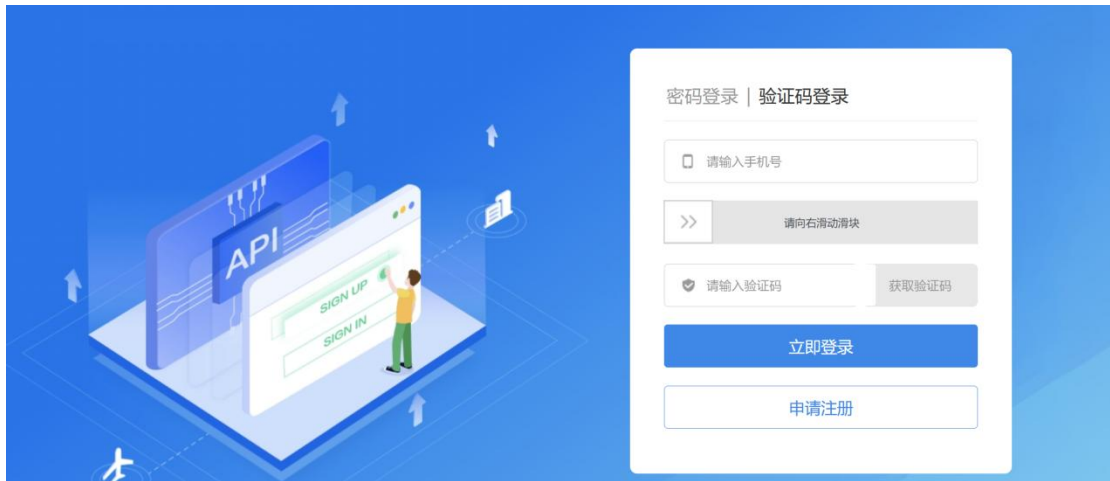 API
SIGN UP
SIGN IN
密码登录 | 验证码登录
请输入手机号
>> 请向右滑动滑块
请输入验证码 获取验证码
立即登录
申请注册